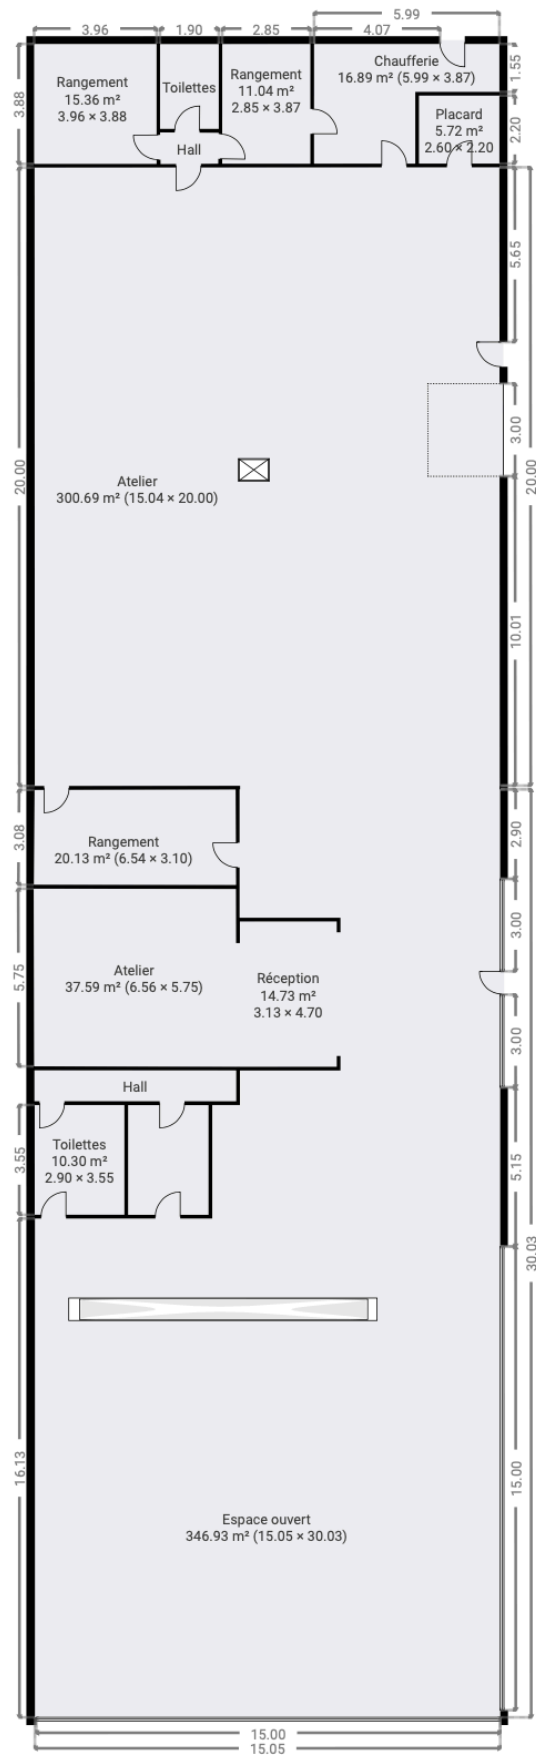 5.99
3.96
1.90
2.85
4.07
Rangement
15.36 m²
3.96 × 3.88
Toilettes
Rangement
11.04 m²
2.85 × 3.87
Chaufferie
16.89 m² (5.99 × 3.87)
Placard
5.72 m²
2.60 × 2.20
Hall
3.88
1.55
2.20
5.65
3.00
20.00
20.00
10.01
Atelier
300.69 m² (15.04 × 20.00)
3.08
Rangement
20.13 m² (6.54 × 3.10)
2.90
3.00
5.75
Atelier
37.59 m² (6.56 × 5.75)
Réception
14.73 m²
3.13 × 4.70
3.00
Hall
3.55
Toilettes
10.30 m²
2.90 × 3.55
5.15
30.03
16.13
15.00
Espace ouvert
346.93 m² (15.05 × 30.03)
15.00
15.05